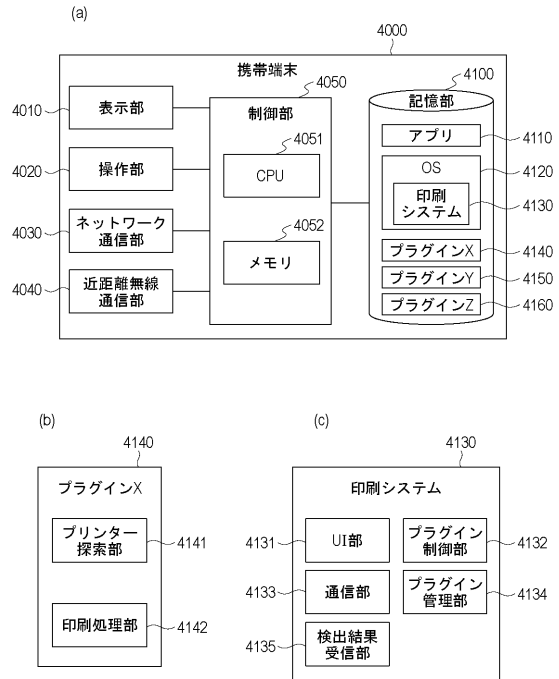 (a)
4000
携帯端末
4010
表示部
4020
操作部
4030
ネットワーク
通信部
4040
近距離無線
通信部
4050
制御部
4051
CPU
4052
メモリ
4100
記憶部
アプリ
4110
OS
4120
印刷
システム
4130
プラグインX
4140
プラグインY
4150
プラグインZ
4160
(b)
4140
プラグインX
プリンター
探索部
4141
印刷処理部
4142
(c)
4130
印刷システム
4131
UI部
プラグイン
制御部
4132
4133
通信部
プラグイン
管理部
4134
4135
検出結果
受信部